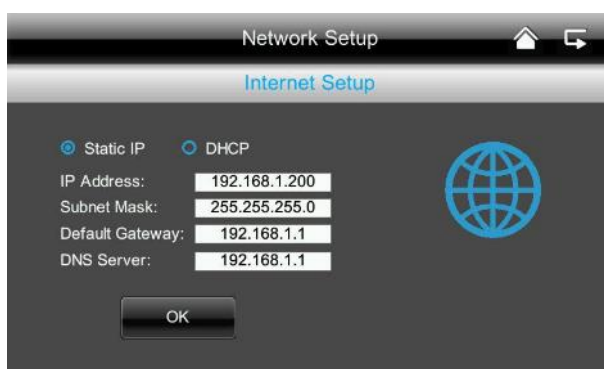 Network Setup
Internet Setup
Static IP DHCP
IP Address: 192.168.1.200
Subnet Mask: 255.255.255.0
Default Gateway: 192.168.1.1
DNS Server: 192.168.1.1
OK